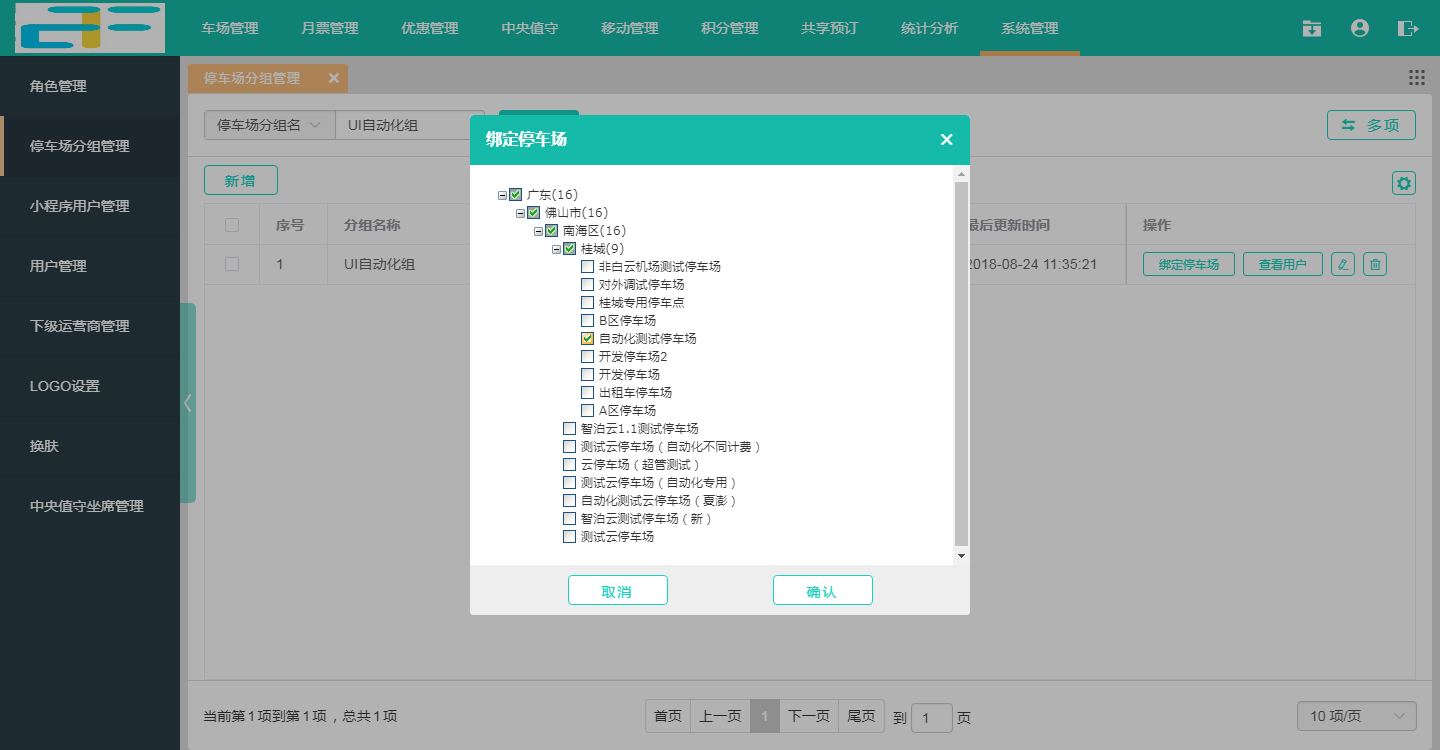 车场管理 月票管理 优惠管理 中央值守 移动管理 积分管理 共享预订 统计分析 系统管理
角色管理
停车场分组管理
小程序用户管理
用户管理
下级运营商管理
LOGO设置
换肤
中央值守坐席管理
停车场分组管理
停车场分组名 UI自动化组
多项
新增
序号 分组名称 最后更新时间 操作
1 UI自动化组 2018-08-24 11:35:21 绑定停车场 查看用户
绑定停车场
广东(16)
佛山市(16)
南海区(16)
桂城(9)
非白云机场测试停车场
对外调试停车场
桂城专用停车点
B区停车场
自动化测试停车场
开发停车场2
开发停车场
出租车停车场
A区停车场
智泊云1.1测试停车场
测试云停车场（自动化不同计费）
云停车场（超管测试）
测试云停车场（自动化专用）
自动化测试云停车场（夏澎）
智泊云测试停车场（新）
测试云停车场
取消 确认
当前第1项到第1项，总共1项 首页 上一页 1 下一页 尾页 到 1 页 10 项/页